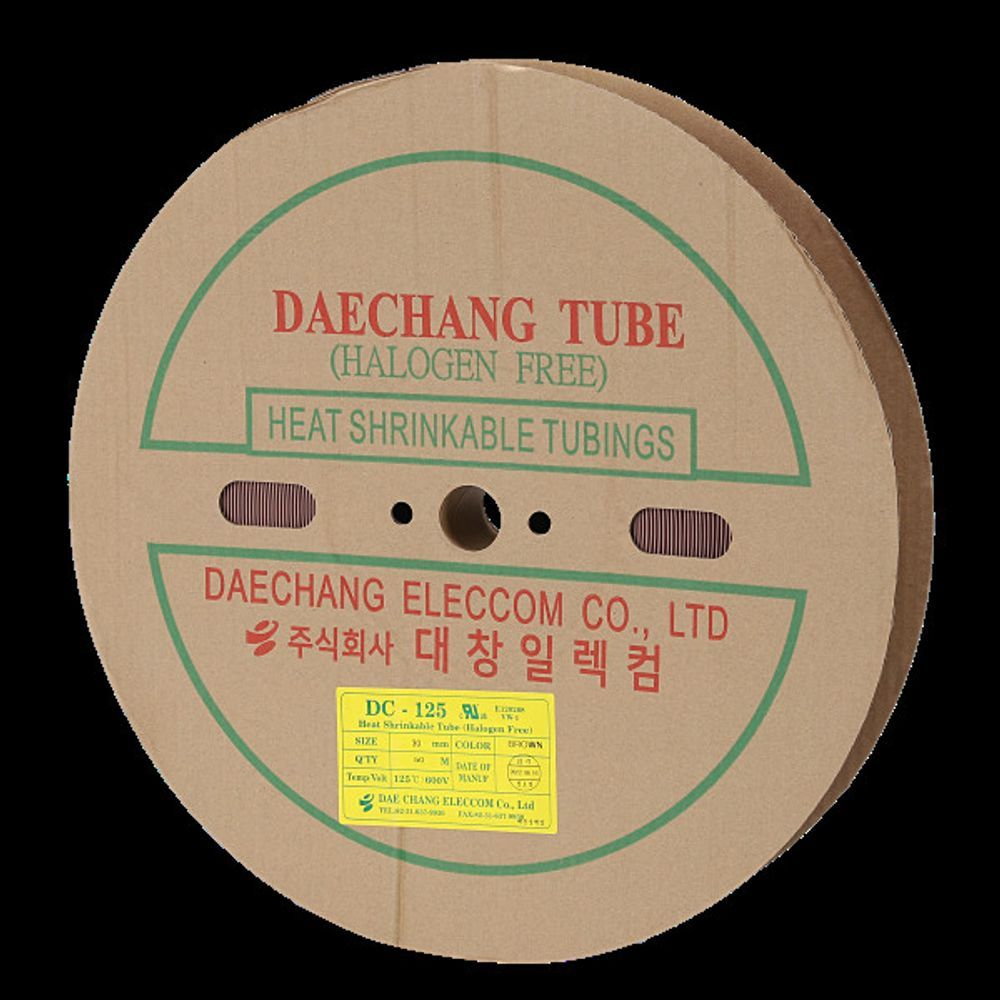 DAECHANG TUBE
(HALOGEN FREE)
HEAT SHRINKABLE TUBINGS
DAECHANG ELECCOM CO., LTD
주식회사 대창일렉컴
DC - 125
Heat Shrinkable Tube (Halogen Free)
SIZE mm COLOR BROWN
Q'TY M DATE OF MANUF
Temp Volt 125℃ 600V
DAE CHANG ELECCOM Co., Ltd